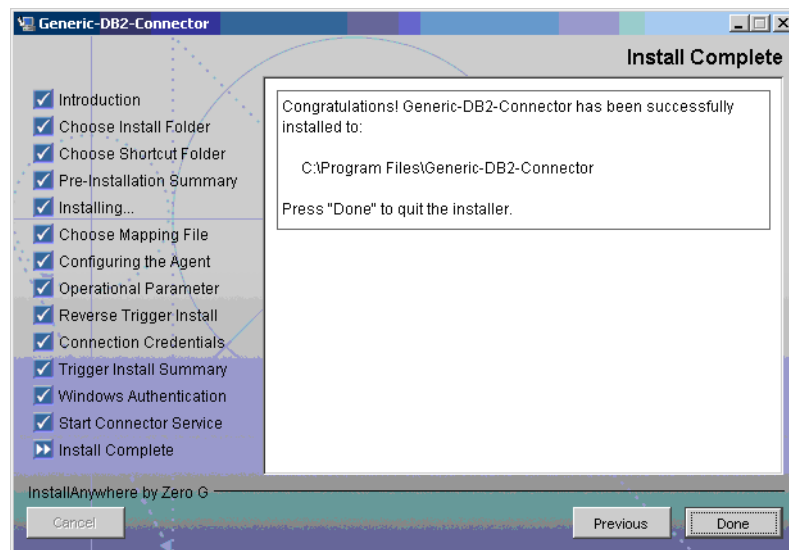 Generic-DB2-Connector
Install Complete
Introduction
Choose Install Folder
Choose Shortcut Folder
Pre-Installation Summary
Installing...
Choose Mapping File
Configuring the Agent
Operational Parameter
Reverse Trigger Install
Connection Credentials
Trigger Install Summary
Windows Authentication
Start Connector Service
Install Complete
Congratulations! Generic-DB2-Connector has been successfully
installed to:
C:\Program Files\Generic-DB2-Connector
Press "Done" to quit the installer.
InstallAnywhere by Zero G
Cancel
Previous
Done